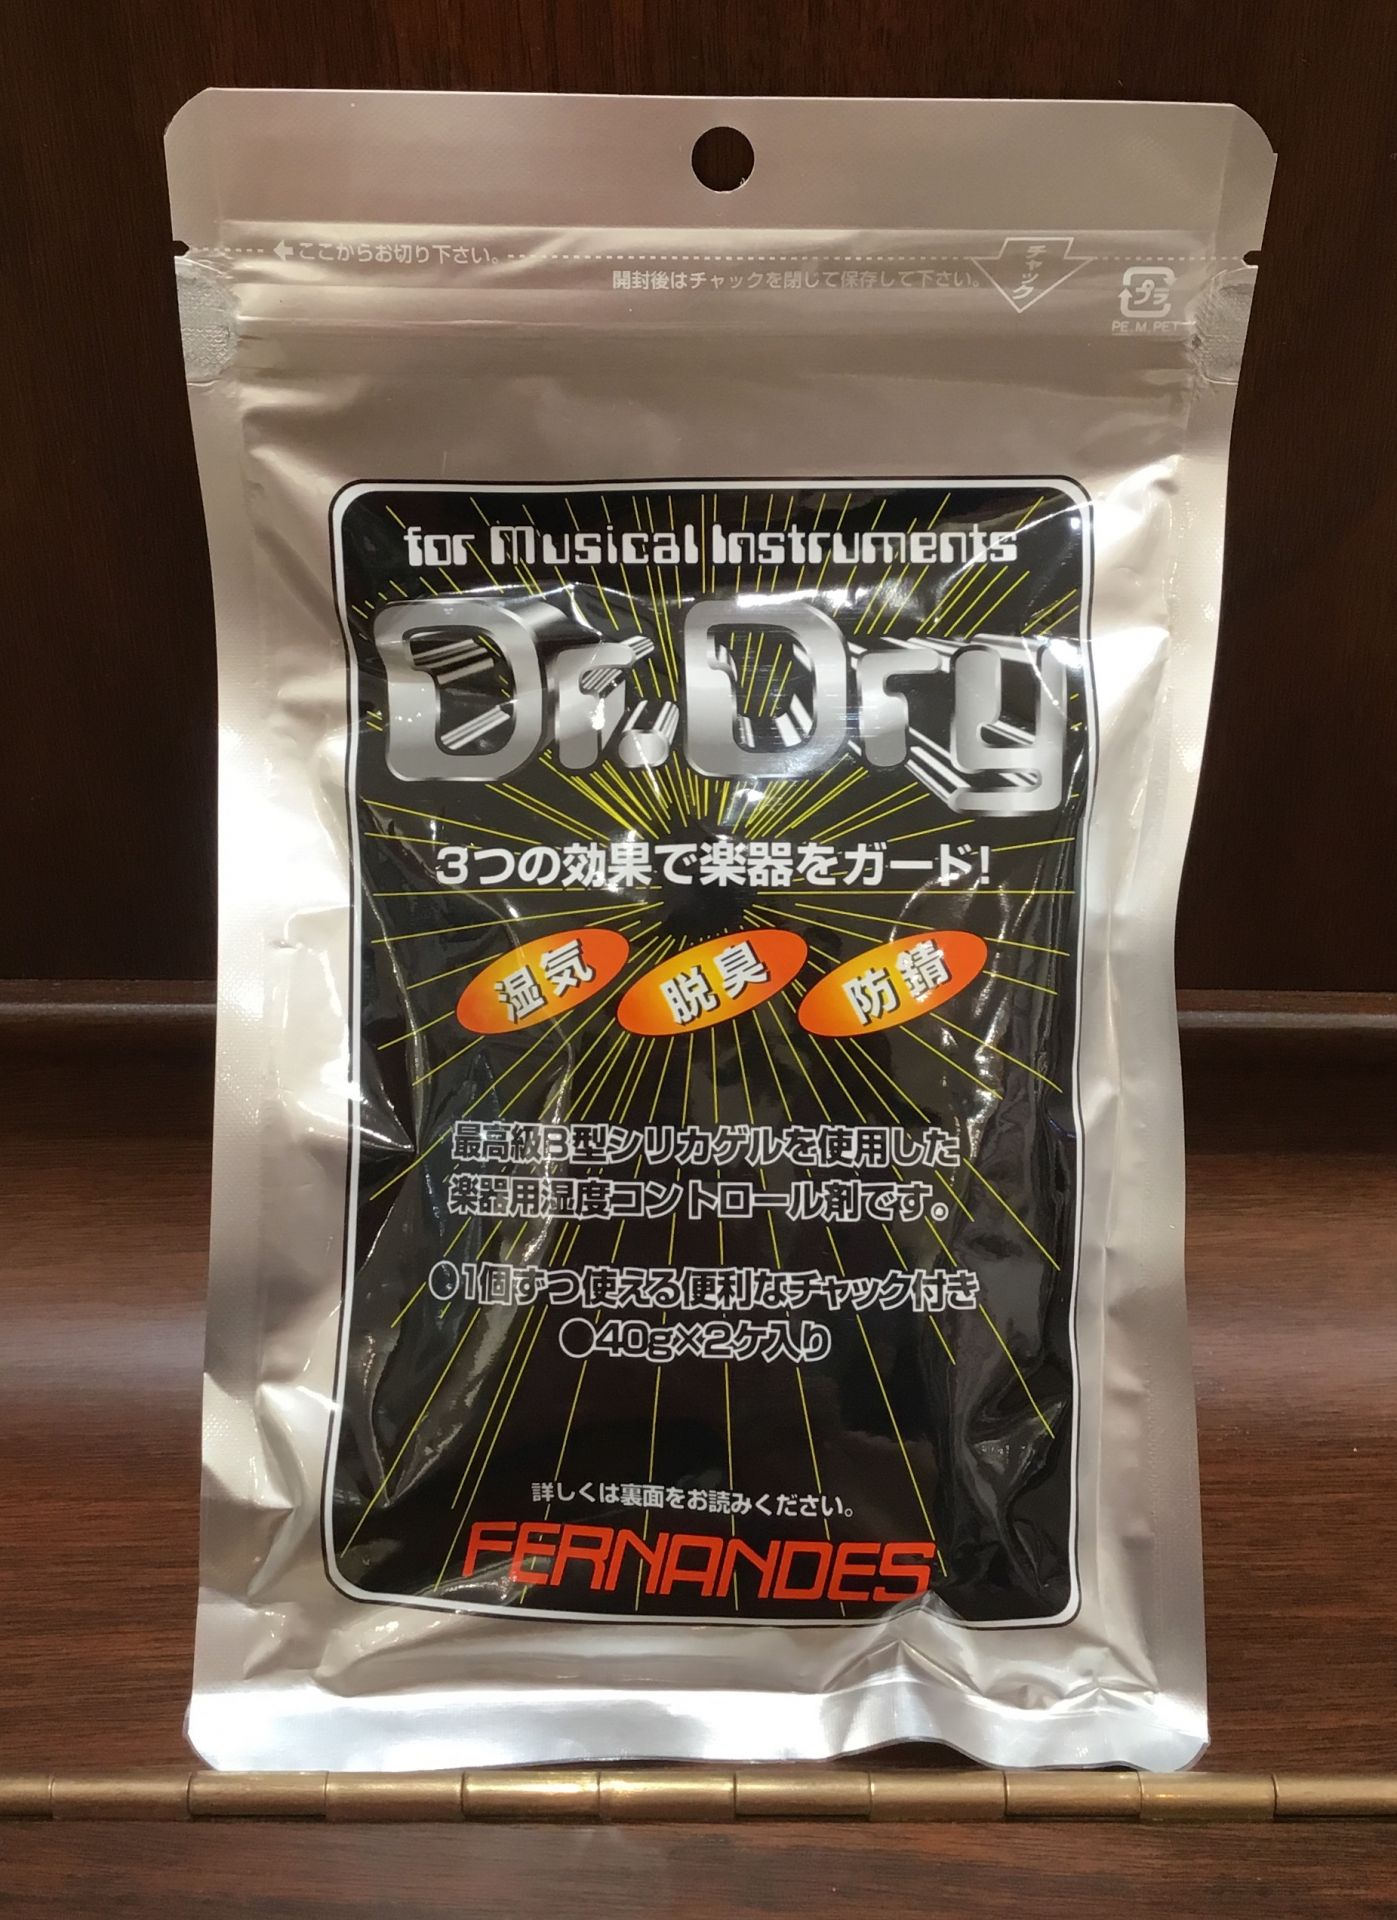 ここからお切り下さい。
開封後はチャックを閉じて保存して下さい。
チャック
プラ
PE.M.PET
for Musical Instruments
Dr.Dry
3つの効果で楽器をガード!
湿気
脱臭
防錆
最高級B型シリカゲルを使用した
楽器用湿度コントロール剤です。
●1個ずつ使える便利なチャック付き
●40g×2ケ入り
詳しくは裏面をお読みください。
FERNANDES